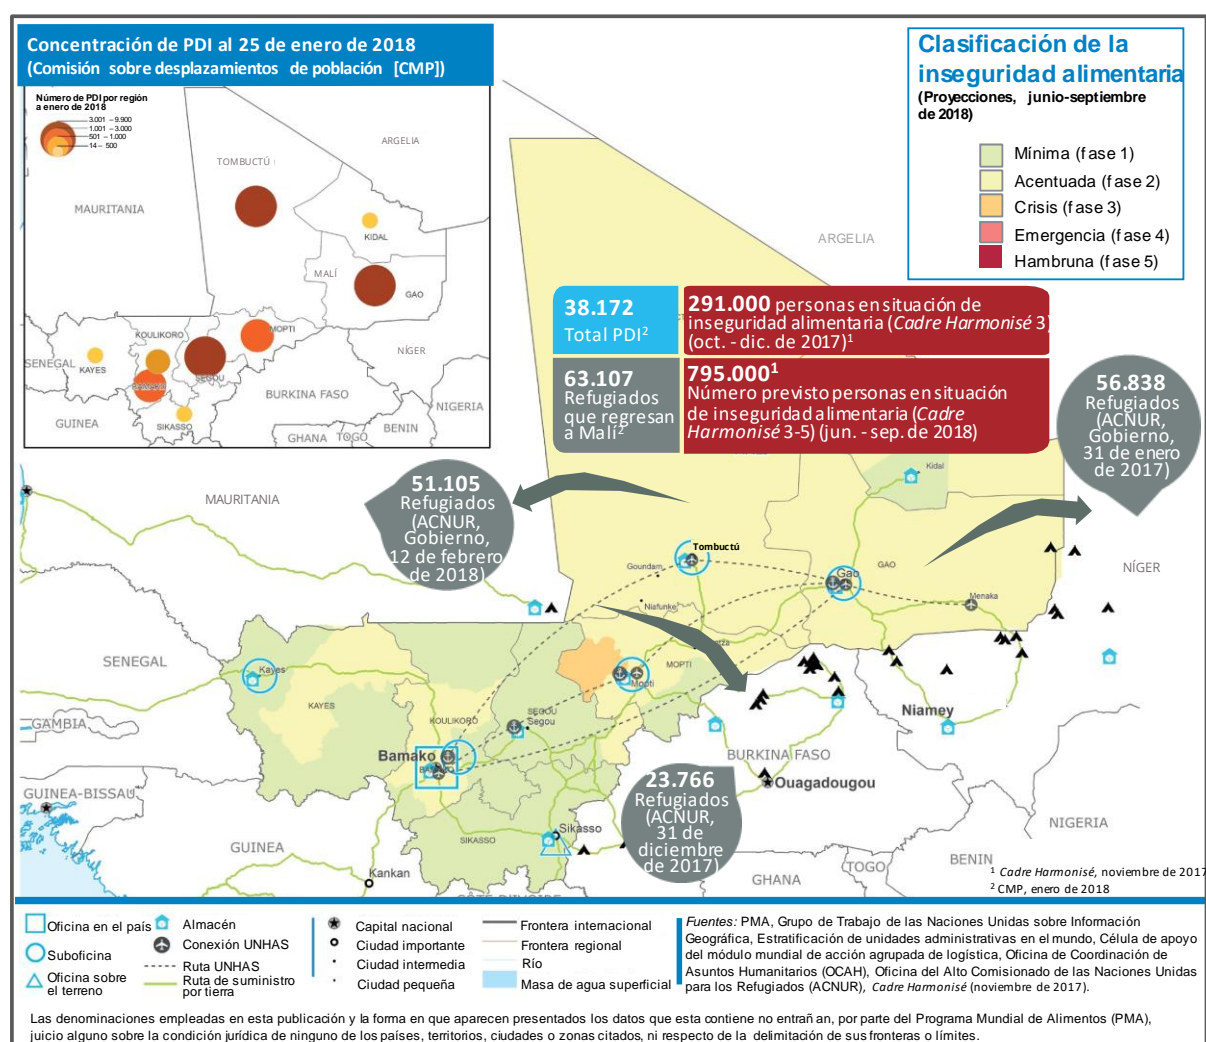 Concentración de PDI al 25 de enero de 2018
(Comisión sobre desplazamientos de población [CMP])
Número de PDI por región
a enero de 2018
3.001 – 9.900
1.001 – 3.000
501 – 1.000
14 – 500
ARGELIA
TOMBUCTÚ
MAURITANIA
KIDAL
MALÍ
GAO
KOULIKORO
MOPTI
SENEGAL
KAYES
SEGOU
BAMAKO
NÍGER
BURKINA FASO
NIGERIA
GUINEA
SIKASSO
BENIN
GHANA
TOGO
Clasificación de la
inseguridad alimentaria
(Proyecciones, junio-septiembre
de 2018)
Mínima (fase 1)
Acentuada (fase 2)
Crisis (fase 3)
Emergencia (fase 4)
Hambruna (fase 5)
ARGELIA
38.172
Total PDI2
291.000 personas en situación de
inseguridad alimentaria (Cadre Harmonisé 3)
(oct. - dic. de 2017)1
63.107
Refugiados
que regresan
a Malí2
795.0001
Número previsto personas en situación
de inseguridad alimentaria (Cadre
Harmonisé 3-5) (jun. - sep. de 2018)
56.838
Refugiados
(ACNUR,
Gobierno,
31 de enero
de 2017)
51.105
Refugiados
(ACNUR,
Gobierno,
12 de febrero
de 2018)
MAURITANIA
Kidal
Tombuctú
Goundam
GAO
Gao
NÍGER
Niafunke
Menaka
SENEGAL
Kayes
MOPTI
Mopti
KAYES
KOULIKORO
SEGOU
Segou
Niamey
GAMBIA
Bamako
BURKINA FASO
Ouagadougou
23.766
Refugiados
(ACNUR,
31 de
diciembre
de 2017)
GUINEA-BISSAU
Sikasso
SIKASSO
NIGERIA
GUINEA
Kankan
TOGO
BENIN
GHANA
CÔTE D'IVOIRE
1 Cadre Harmonisé, noviembre de 2017
2 CMP, enero de 2018
Oficina en el país
Suboficina
Oficina sobre
el terreno
Almacén
Conexión UNHAS
Ruta UNHAS
Ruta de suministro
por tierra
Capital nacional
Ciudad importante
Ciudad intermedia
Ciudad pequeña
Frontera internacional
Frontera regional
Río
Masa de agua superficial
Fuentes: PMA, Grupo de Trabajo de las Naciones Unidas sobre Información
Geográfica, Estratificación de unidades administrativas en el mundo, Célula de apoyo
del módulo mundial de acción agrupada de logística, Oficina de Coordinación de
Asuntos Humanitarios (OCAH), Oficina del Alto Comisionado de las Naciones Unidas
para los Refugiados (ACNUR), Cadre Harmonisé (noviembre de 2017).
Las denominaciones empleadas en esta publicación y la forma en que aparecen presentados los datos que esta contiene no entrañan, por parte del Programa Mundial de Alimentos (PMA),
juicio alguno sobre la condición jurídica de ninguno de los países, territorios, ciudades o zonas citados, ni respecto de la delimitación de sus fronteras o límites.